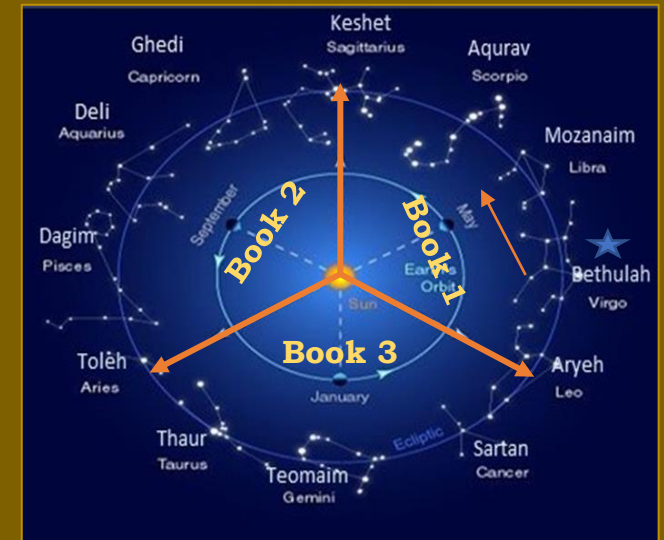 Keshet
Sagittarius
Ghedi
Capricorn
Aqurav
Scorpio
Deli
Aquarius
Mozanaim
Libra
September
May
Book 2
Book 1
Dagim
Pisces
Earth's
Orbit
Bethulah
Virgo
Sun
Book 3
Toleh
Aries
Aryeh
Leo
January
Thaur
Taurus
Ecliptic
Sartan
Cancer
Teomaim
Gemini